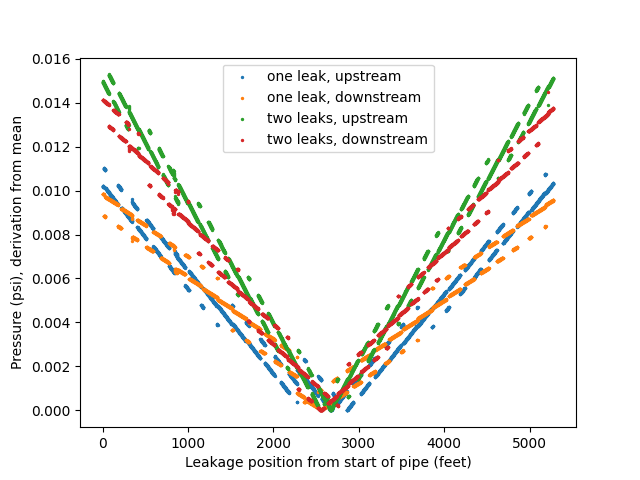 0.016
0.014
0.012
0.010
0.008
0.006
0.004
0.002
0.000
Pressure (psi), derivation from mean
one leak, upstream
one leak, downstream
two leaks, upstream
two leaks, downstream
0 1000 2000 3000 4000 5000
Leakage position from start of pipe (feet)